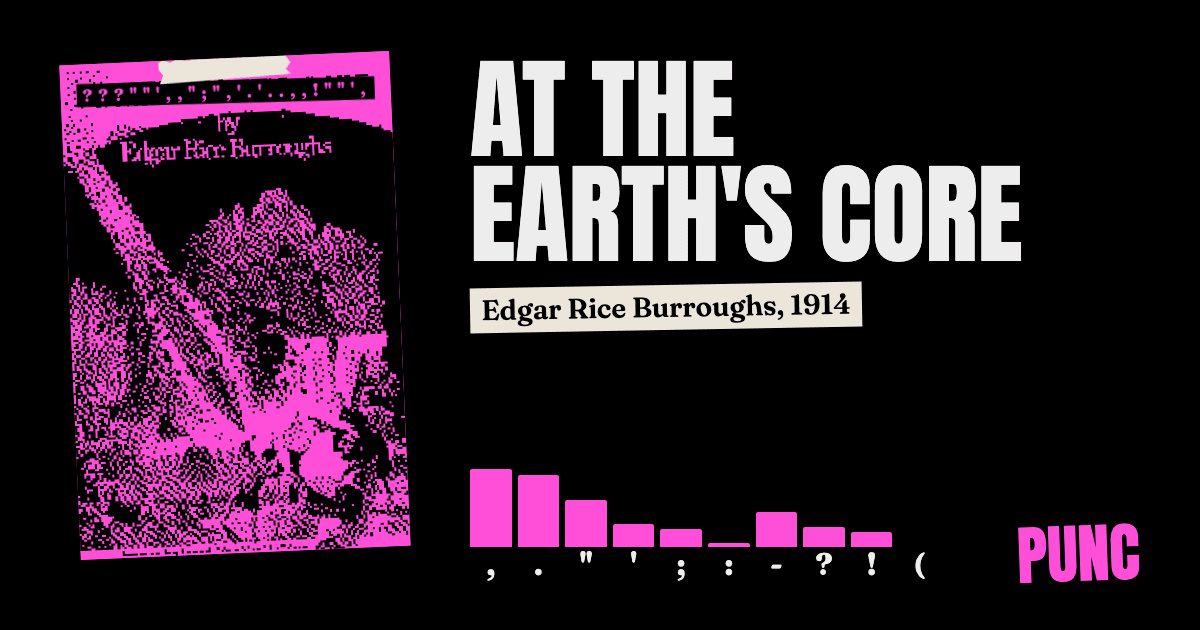 ? ? ? " " ' , , " ; " , ' . ' . . , , ! " " ' ,
by
Edgar Rice Burroughs
AT THE
EARTH'S CORE
Edgar Rice Burroughs, 1914
, . " ' ; : - ? ! (
PUNC